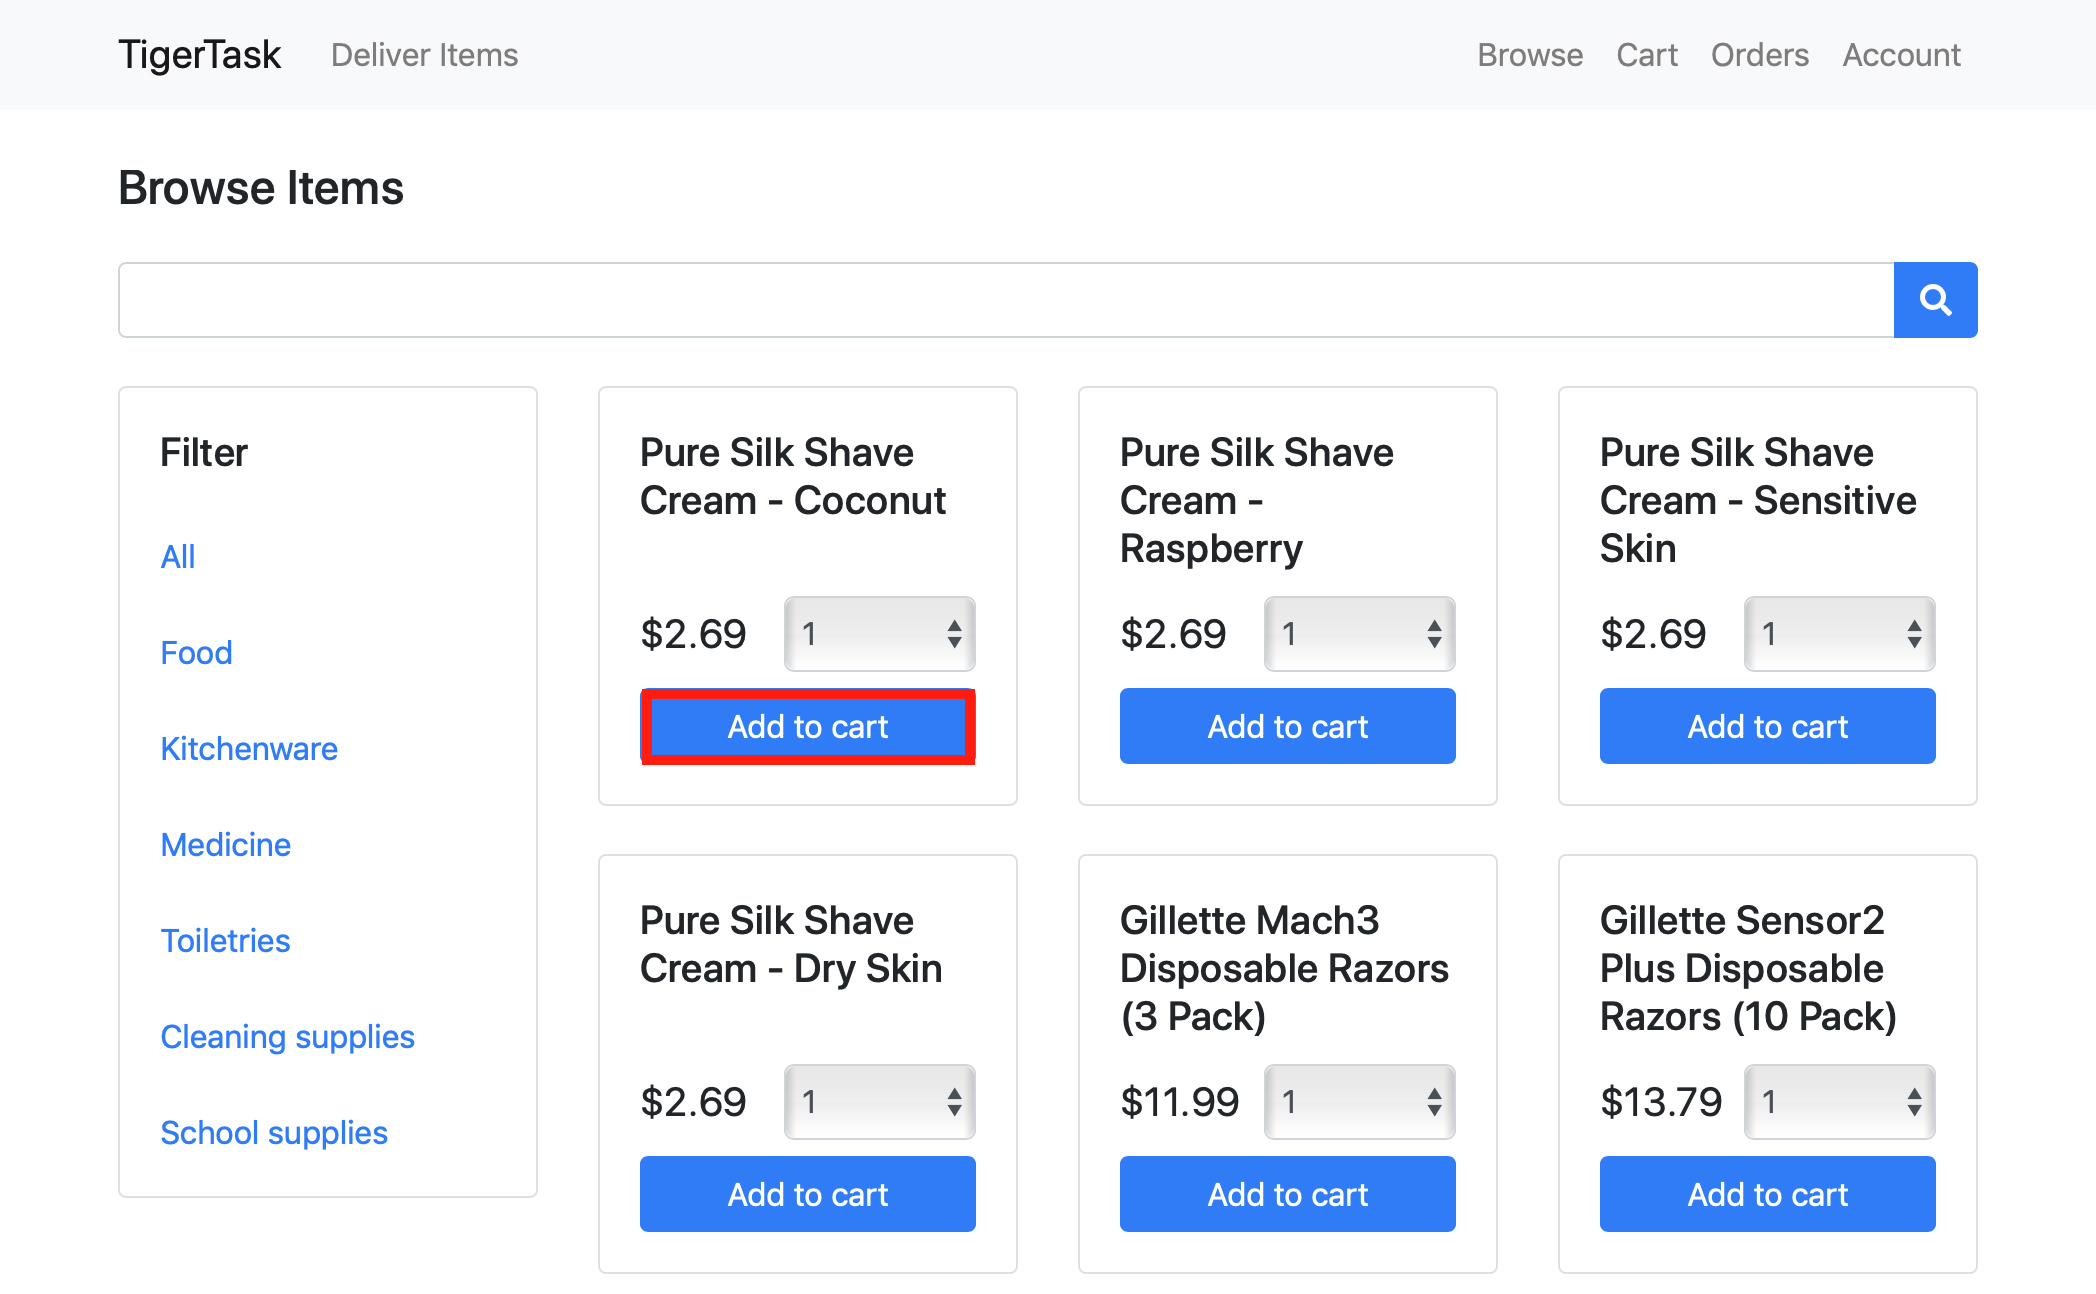 TigerTask Deliver Items Browse Cart Orders Account
Browse Items
Filter
All
Food
Kitchenware
Medicine
Toiletries
Cleaning supplies
School supplies
Pure Silk Shave
Cream - Coconut
$2.69 1
Add to cart
Pure Silk Shave
Cream -
Raspberry
$2.69 1
Add to cart
Pure Silk Shave
Cream - Sensitive
Skin
$2.69 1
Add to cart
Pure Silk Shave
Cream - Dry Skin
$2.69 1
Add to cart
Gillette Mach3
Disposable Razors
(3 Pack)
$11.99 1
Add to cart
Gillette Sensor2
Plus Disposable
Razors (10 Pack)
$13.79 1
Add to cart